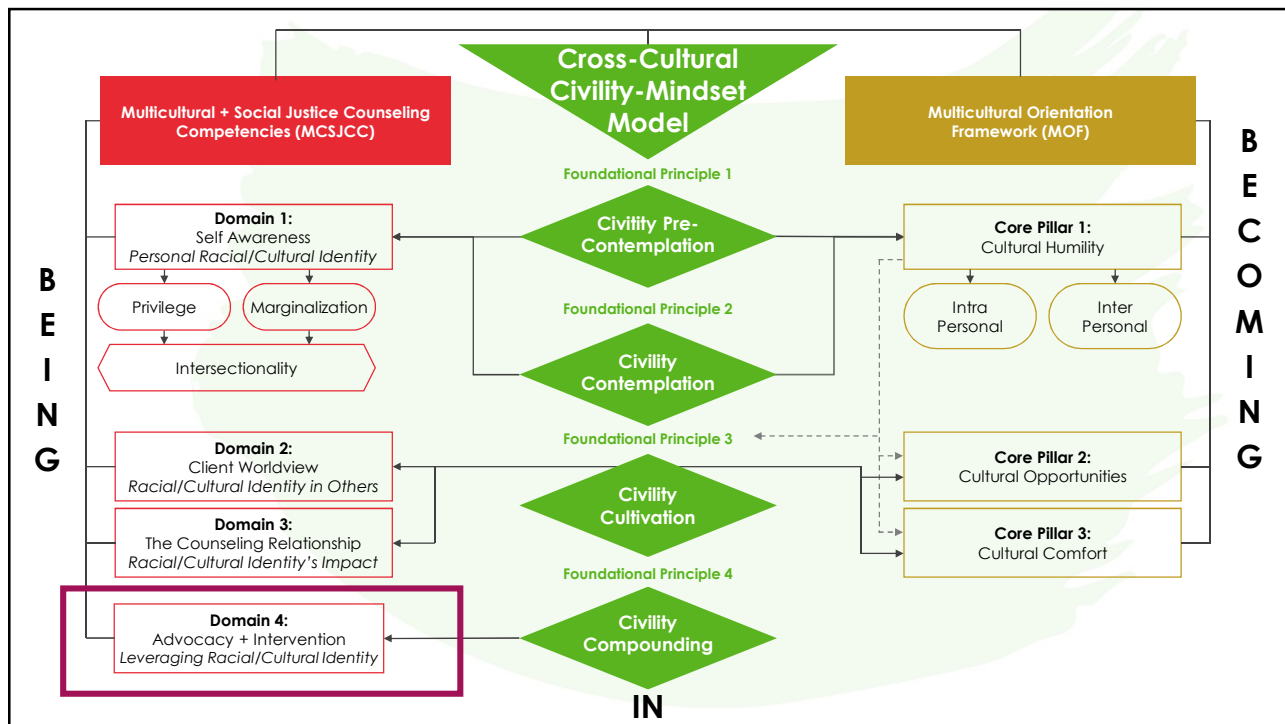 Cross-Cultural
Civility-Mindset
Model
Multicultural + Social Justice Counseling
Competencies (MCSJCC)
Multicultural Orientation
Framework (MOF)
BEING
BECOMING
Foundational Principle 1
Civitity Pre-
Contemplation
Domain 1:
Self Awareness
Personal Racial/Cultural Identity
Privilege
Marginalization
Intersectionality
Core Pillar 1:
Cultural Humility
Intra
Personal
Inter
Personal
Foundational Principle 2
Civility
Contemplation
Foundational Principle 3
Civility
Cultivation
Domain 2:
Client Worldview
Racial/Cultural Identity in Others
Domain 3:
The Counseling Relationship
Racial/Cultural Identity's Impact
Core Pillar 2:
Cultural Opportunities
Core Pillar 3:
Cultural Comfort
Foundational Principle 4
Civility
Compounding
Domain 4:
Advocacy + Intervention
Leveraging Racial/Cultural Identity
IN